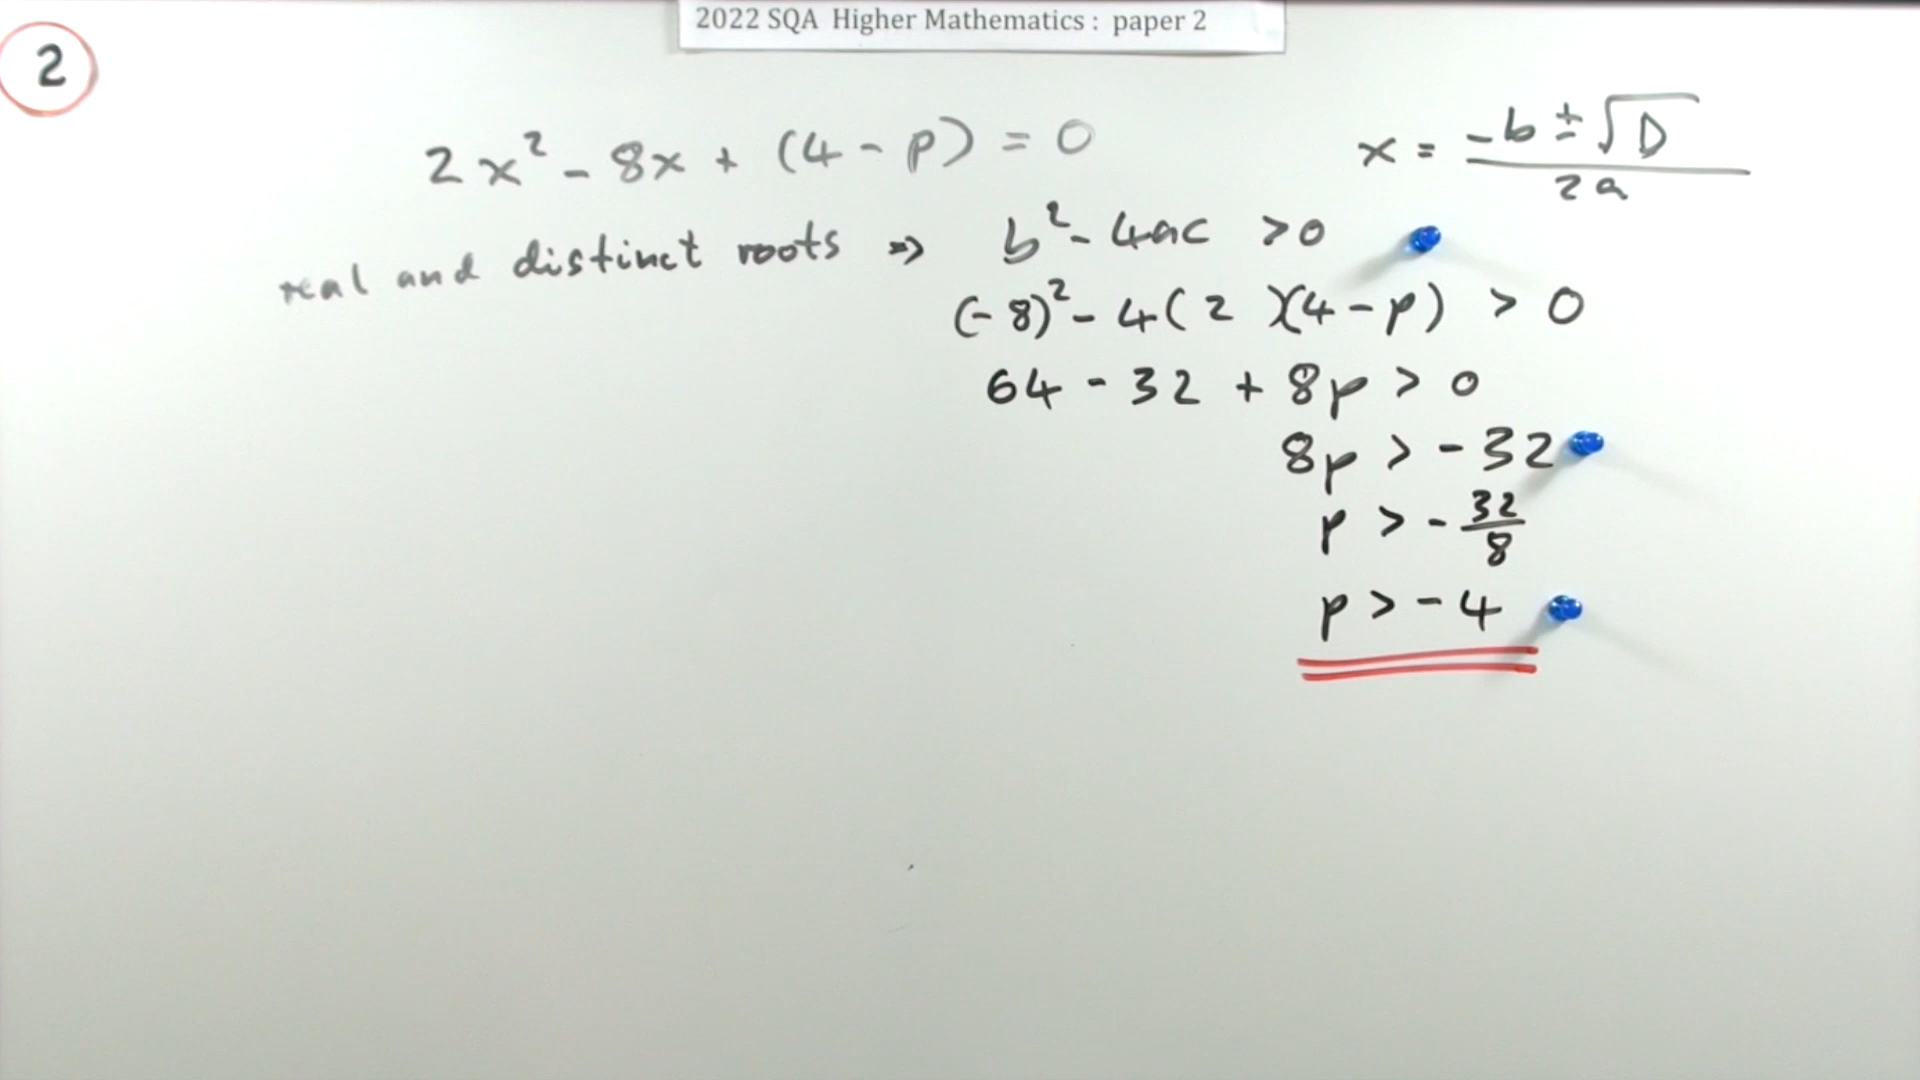 2022 SQA Higher Mathematics : paper 2
2
2x² - 8x + (4 - p) = 0
x = -b ± √D / 2a
real and distinct roots ⇒ b² - 4ac > 0
(-8)² - 4(2)(4 - p) > 0
64 - 32 + 8p > 0
8p > -32
p > - 32/8
p > -4